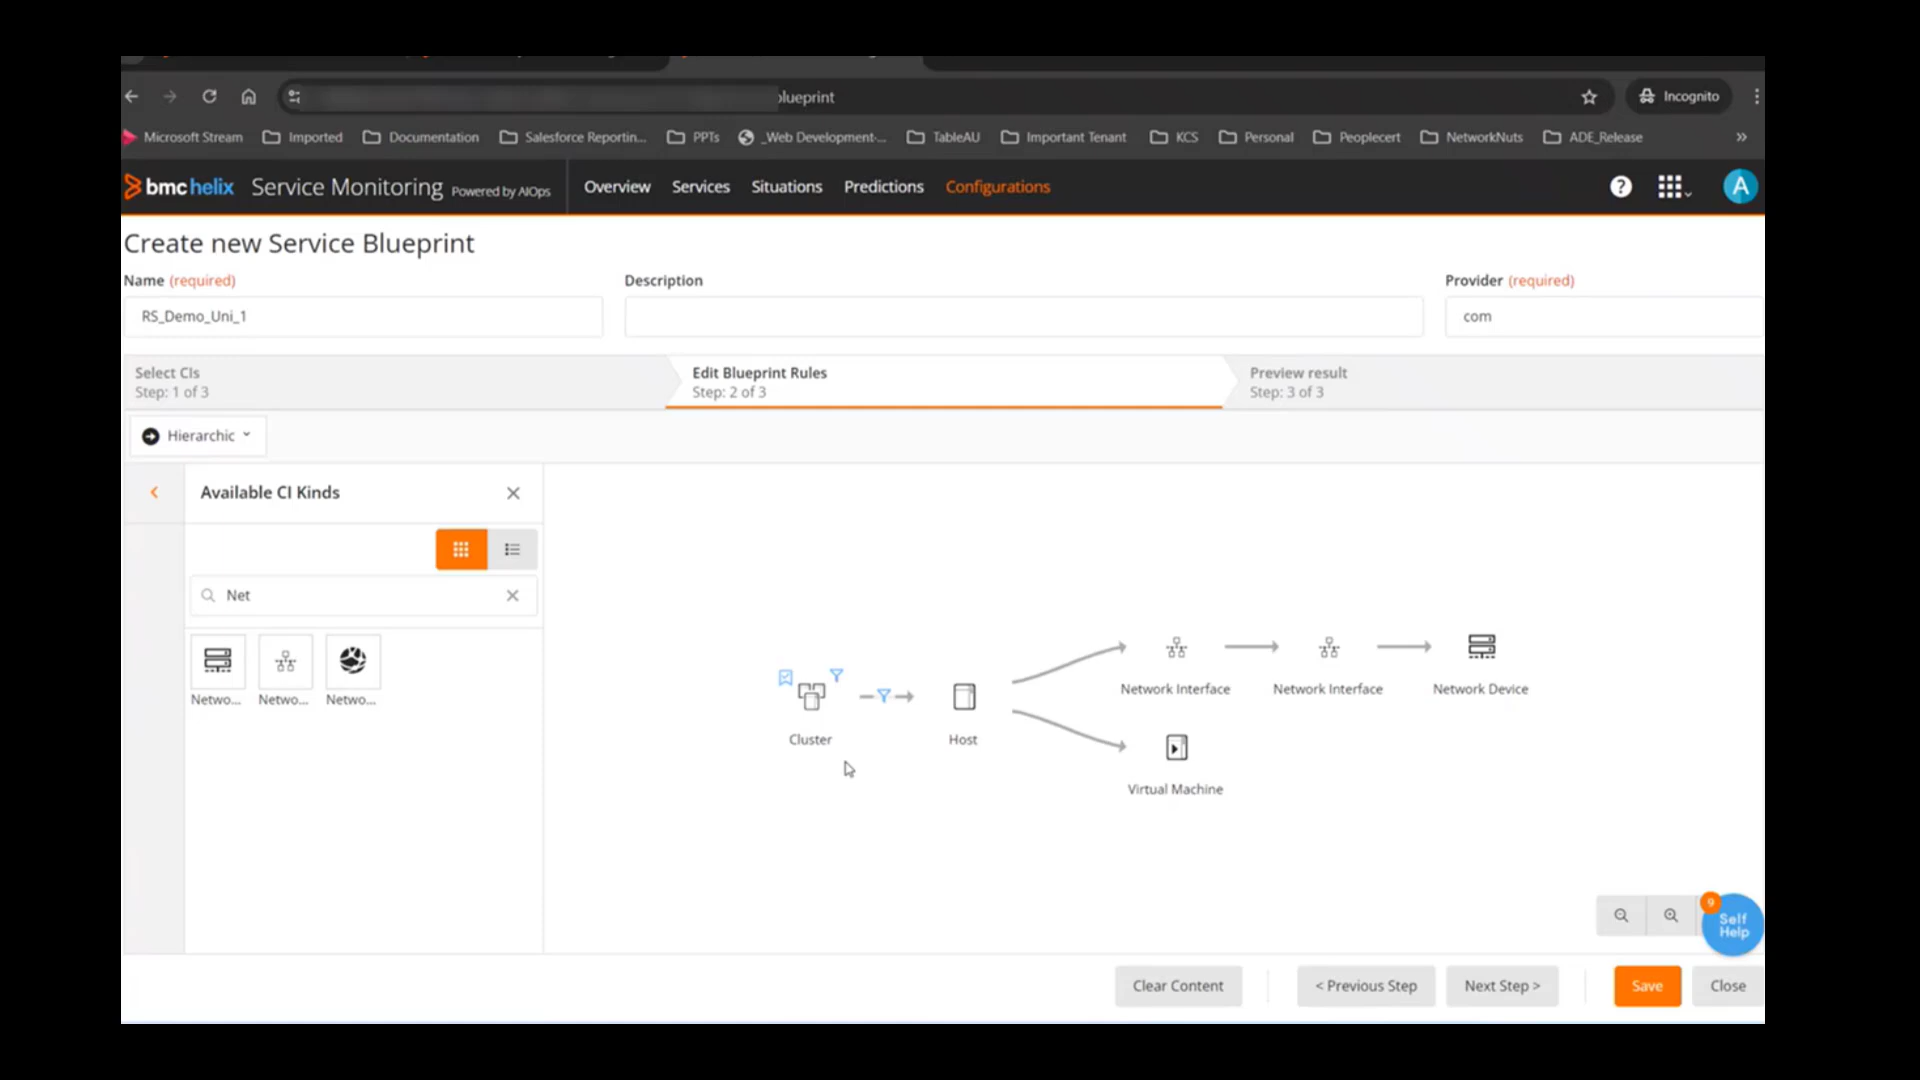 blueprint
Incognito
Microsoft Stream Imported Documentation Salesforce Reportin... PPTs _Web Development-... TableAU Important Tenant KCS Personal Peoplecert NetworkNuts ADE_Release »
bmc helix Service Monitoring Powered by AIOps Overview Services Situations Predictions Configurations ? A
Create new Service Blueprint
Name (required) Description Provider (required)
RS_Demo_Uni_1 com
Select CIs Edit Blueprint Rules Preview result
Step: 1 of 3 Step: 2 of 3 Step: 3 of 3
Hierarchic
Available CI Kinds
Net
Netwo... Netwo... Netwo...
Network Interface Network Interface Network Device
Cluster Host
Virtual Machine
9
Self
Help
Clear Content < Previous Step Next Step > Save Close